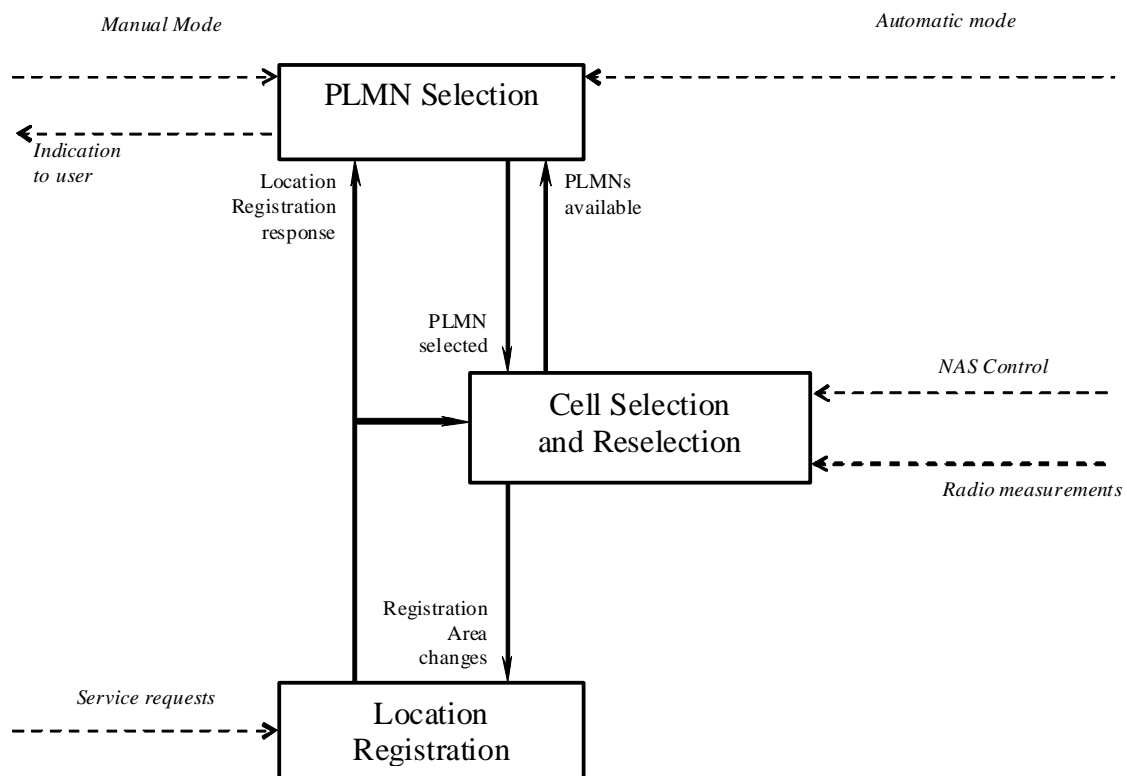 Manual Mode
Automatic mode
PLMN Selection
Indication
to user
Location
Registration
response
PLMNs
available
PLMN
selected
NAS Control
Cell Selection
and Reselection
Radio measurements
Registration
Area
changes
Service requests
Location
Registration